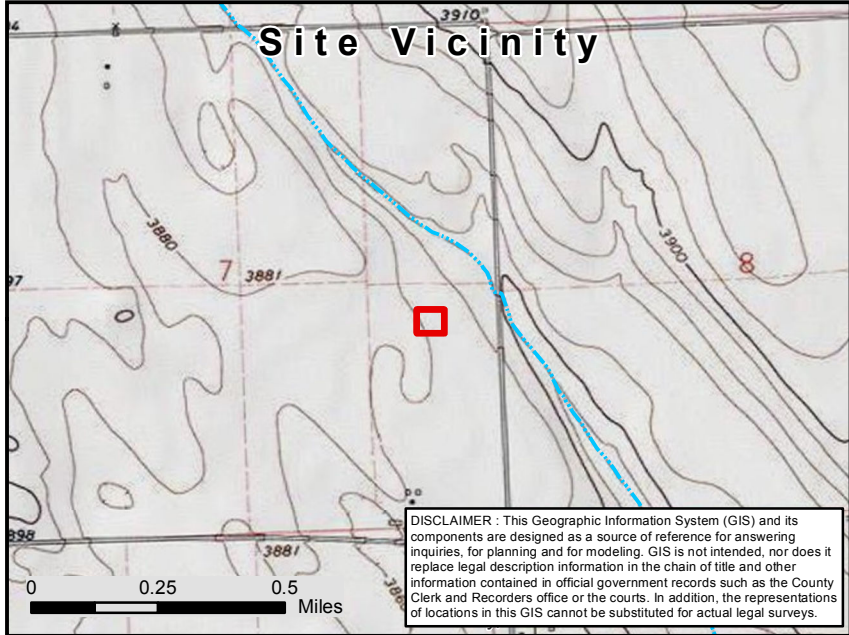 3910
Site Vicinity
3880
3900
7
3881
8
97
DISCLAIMER : This Geographic Information System (GIS) and its
components are designed as a source of reference for answering
inquiries, for planning and for modeling. GIS is not intended, nor does it
replace legal description information in the chain of title and other
information contained in official government records such as the County
Clerk and Recorders office or the courts. In addition, the representations
of locations in this GIS cannot be substituted for actual legal surveys.
898
3881
0 0.25 0.5
Miles